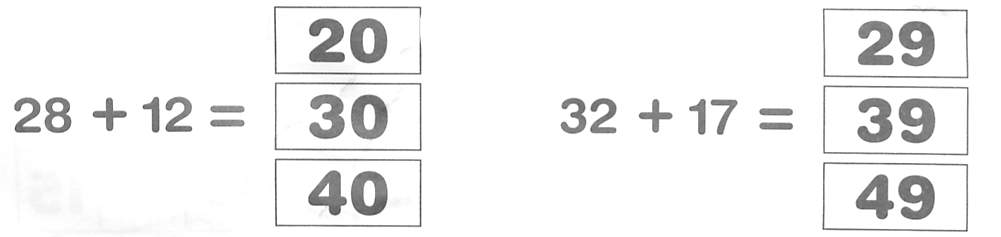 20
28 + 12 = 30
40
29
32 + 17 = 39
49